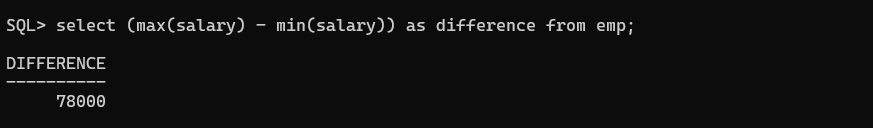 SQL> select (max(salary) - min(salary)) as difference from emp;
DIFFERENCE
----------
78000